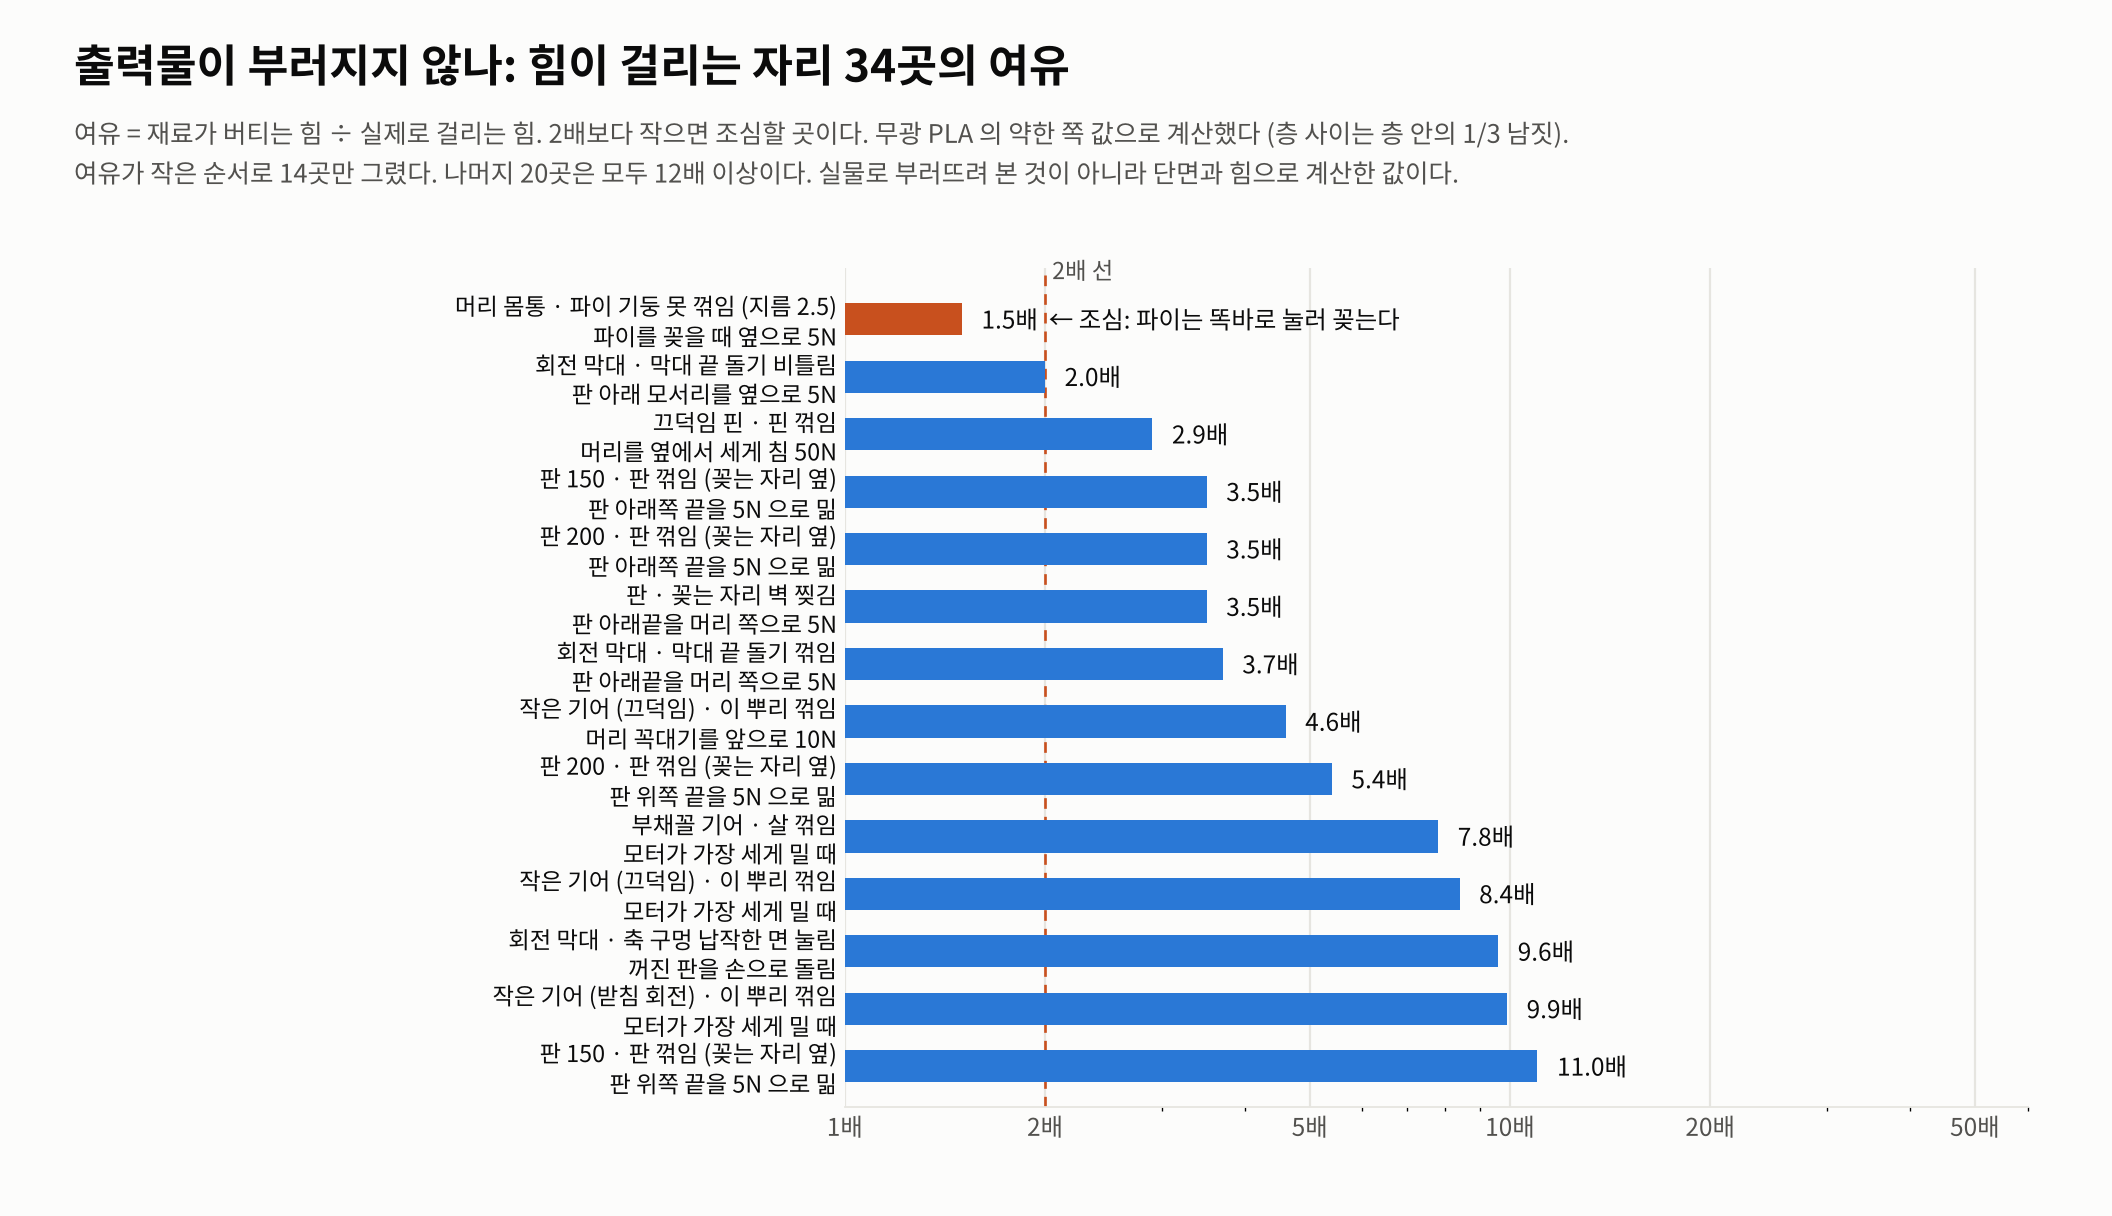 출력물이 부러지지 않나: 힘이 걸리는 자리 34곳의 여유
여유 = 재료가 버티는 힘 ÷ 실제로 걸리는 힘. 2배보다 작으면 조심할 곳이다. 무광 PLA 의 약한 쪽 값으로 계산했다 (층 사이는 층 안의 1/3 남짓).
여유가 작은 순서로 14곳만 그렸다. 나머지 20곳은 모두 12배 이상이다. 실물로 부러뜨려 본 것이 아니라 단면과 힘으로 계산한 값이다.
2배 선
머리 몸통 · 파이 기둥 못 꺾임 (지름 2.5)
파이를 꽂을 때 옆으로 5N
1.5배 ← 조심: 파이는 똑바로 눌러 꽂는다
회전 막대 · 막대 끝 돌기 비틀림
판 아래 모서리를 옆으로 5N
2.0배
끄덕임 핀 · 핀 꺾임
머리를 옆에서 세게 침 50N
2.9배
판 150 · 판 꺾임 (꽂는 자리 옆)
판 아래쪽 끝을 5N 으로 밂
3.5배
판 200 · 판 꺾임 (꽂는 자리 옆)
판 아래쪽 끝을 5N 으로 밂
3.5배
판 · 꽂는 자리 벽 찢김
판 아래끝을 머리 쪽으로 5N
3.5배
회전 막대 · 막대 끝 돌기 꺾임
판 아래끝을 머리 쪽으로 5N
3.7배
작은 기어 (끄덕임) · 이 뿌리 꺾임
머리 꼭대기를 앞으로 10N
4.6배
판 200 · 판 꺾임 (꽂는 자리 옆)
판 위쪽 끝을 5N 으로 밂
5.4배
부채꼴 기어 · 살 꺾임
모터가 가장 세게 밀 때
7.8배
작은 기어 (끄덕임) · 이 뿌리 꺾임
모터가 가장 세게 밀 때
8.4배
회전 막대 · 축 구멍 납작한 면 눌림
꺼진 판을 손으로 돌림
9.6배
작은 기어 (받침 회전) · 이 뿌리 꺾임
모터가 가장 세게 밀 때
9.9배
판 150 · 판 꺾임 (꽂는 자리 옆)
판 위쪽 끝을 5N 으로 밂
11.0배
1배 2배 5배 10배 20배 50배